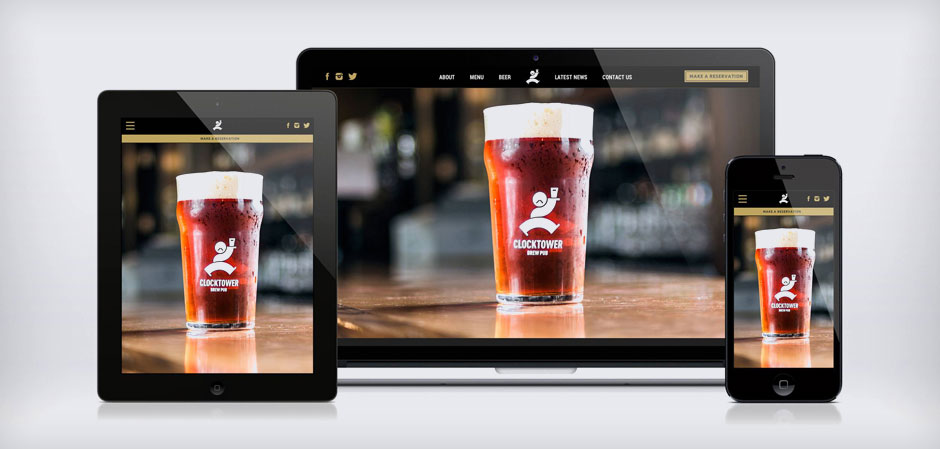 MAKE A RESERVATION
CLOCKTOWER
BREW PUB
ABOUT MENU BEER LATEST NEWS CONTACT US MAKE A RESERVATION
CLOCKTOWER
BREW PUB
MAKE A RESERVATION
CLOCKTOWER
BREW PUB